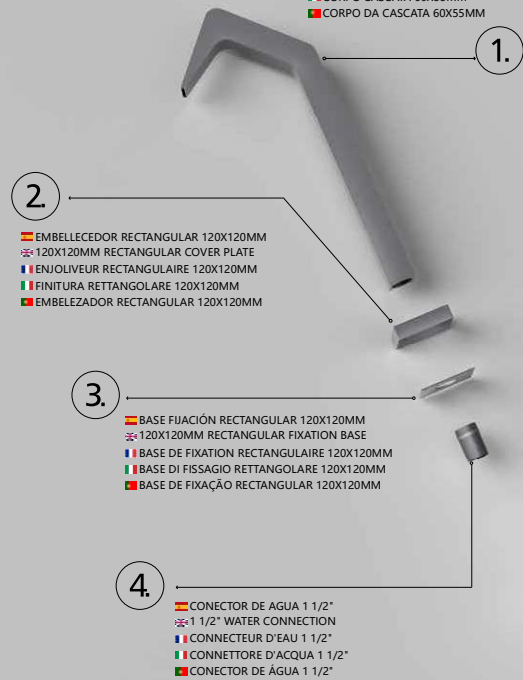 CORPO DA CASCATA 60X55MM
1.
2.
EMBELLECEDOR RECTANGULAR 120X120MM
120X120MM RECTANGULAR COVER PLATE
ENJOLIVEUR RECTANGULAIRE 120X120MM
FINITURA RETTANGOLARE 120X120MM
EMBELEZADOR RECTANGULAR 120X120MM
3.
BASE FIJACIÓN RECTANGULAR 120X120MM
120X120MM RECTANGULAR FIXATION BASE
BASE DE FIXATION RECTANGULAIRE 120X120MM
BASE DI FISSAGIO RETTANGOLARE 120X120MM
BASE DE FIXAÇÃO RECTANGULAR 120X120MM
4.
CONECTOR DE AGUA 1 1/2"
1 1/2" WATER CONNECTION
CONNECTEUR D'EAU 1 1/2"
CONNETTORE D'ACQUA 1 1/2"
CONECTOR DE ÁGUA 1 1/2"